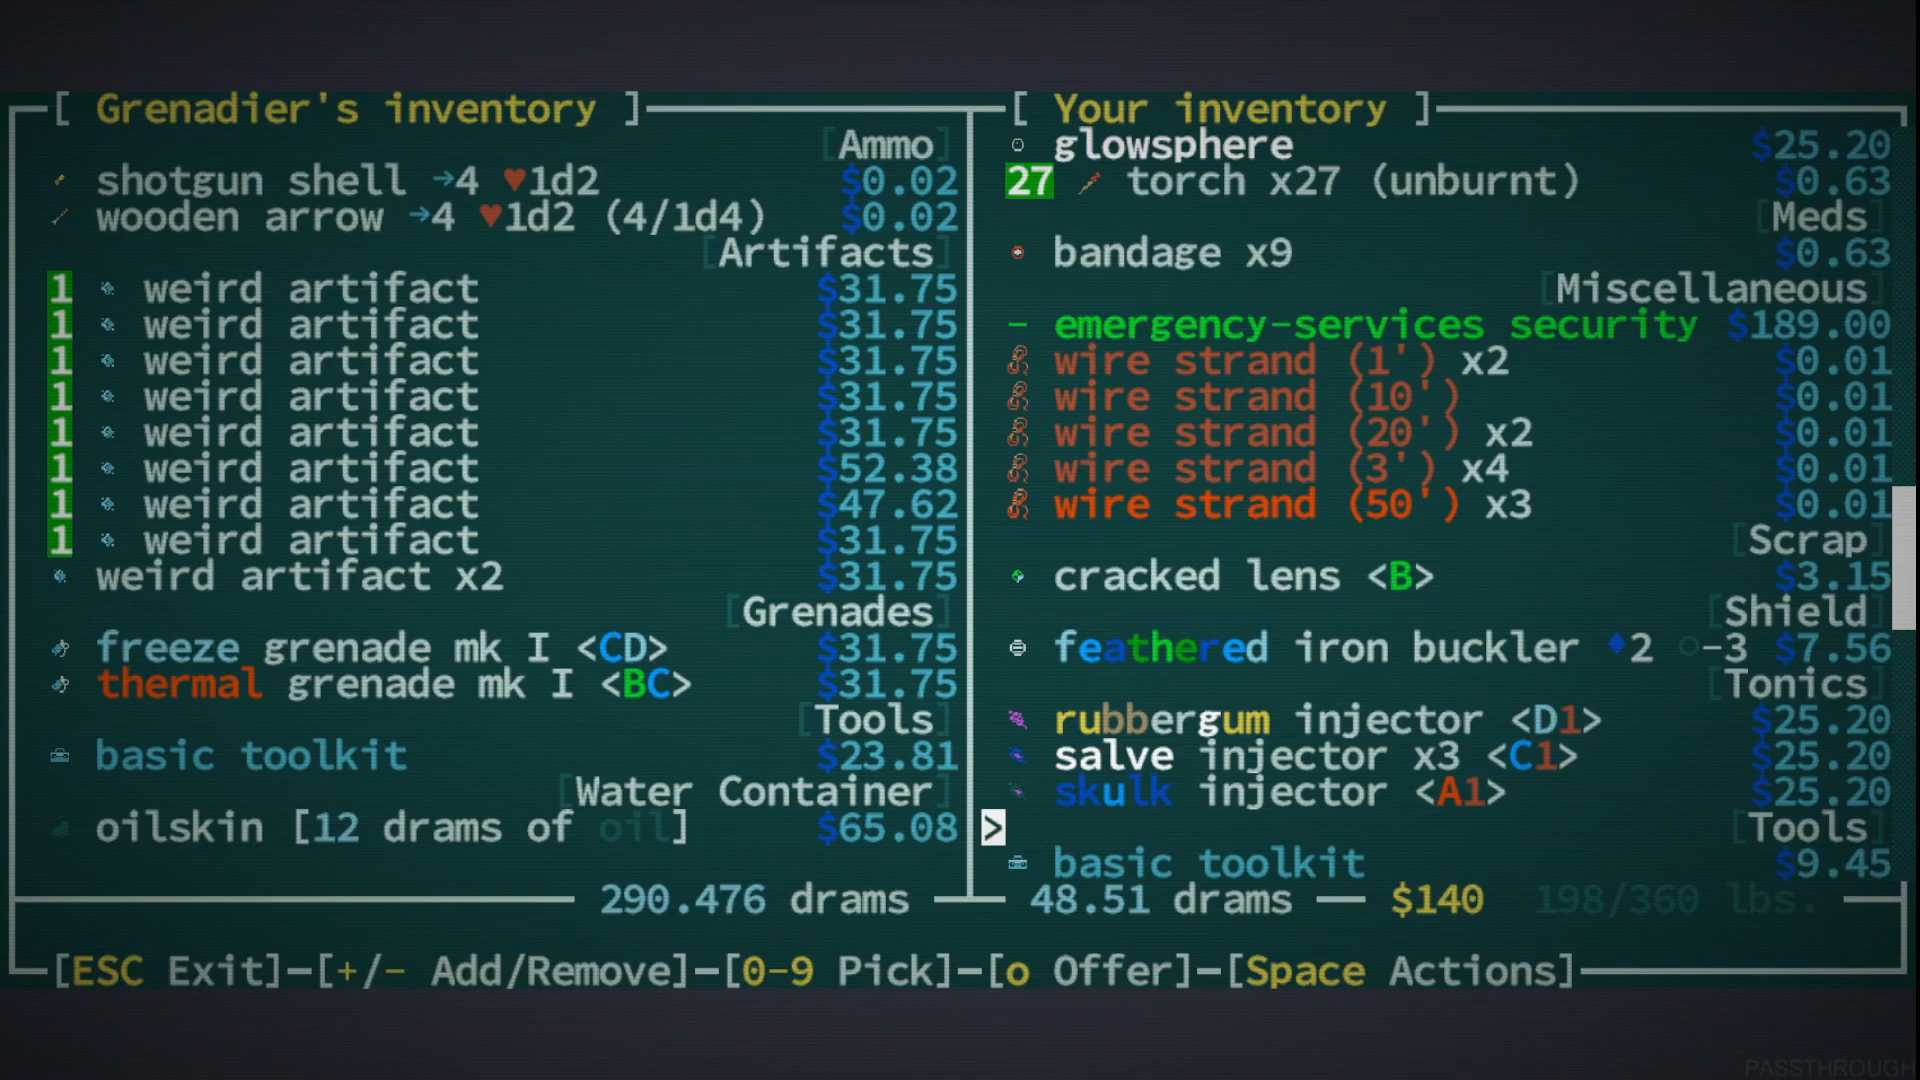 [ Grenadier's inventory ]
[Ammo]
shotgun shell →4 ♥1d2 $0.02
wooden arrow →4 ♥1d2 (4/1d4) $0.02
[Artifacts]
1 weird artifact $31.75
1 weird artifact $31.75
1 weird artifact $31.75
1 weird artifact $31.75
1 weird artifact $31.75
1 weird artifact $52.38
1 weird artifact $47.62
1 weird artifact $31.75
weird artifact x2 $31.75
[Grenades]
freeze grenade mk I <CD> $31.75
thermal grenade mk I <BC> $31.75
[Tools]
basic toolkit $23.81
[Water Container]
oilskin [12 drams of oil] $65.08
290.476 drams
[ Your inventory ]
glowsphere $25.20
27 torch x27 (unburnt) $0.63
[Meds]
bandage x9 $0.63
[Miscellaneous]
- emergency-services security $189.00
wire strand (1') x2 $0.01
wire strand (10') $0.01
wire strand (20') x2 $0.01
wire strand (3') x4 $0.01
wire strand (50') x3 $0.01
[Scrap]
cracked lens <B> $3.15
[Shield]
feathered iron buckler ♦2 ○-3 $7.56
[Tonics]
rubbergum injector <D1> $25.20
salve injector x3 <C1> $25.20
skulk injector <A1> $25.20
> [Tools]
basic toolkit $9.45
48.51 drams — $140 198/360 lbs.
[ESC Exit]-[+/- Add/Remove]-[0-9 Pick]-[o Offer]-[Space Actions]
PASSTHROUGH